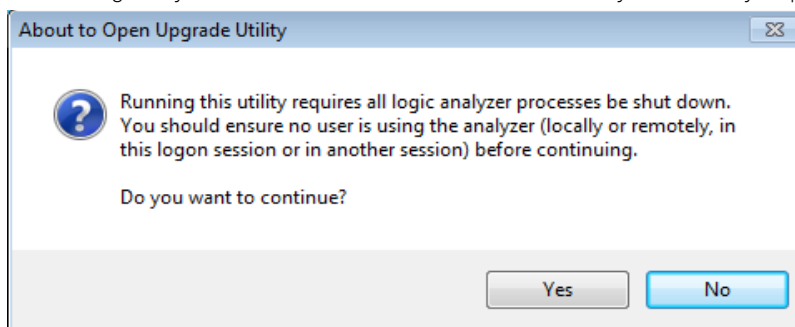 About to Open Upgrade Utility
Running this utility requires all logic analyzer processes be shut down.
You should ensure no user is using the analyzer (locally or remotely, in
this logon session or in another session) before continuing.
Do you want to continue?
Yes
No